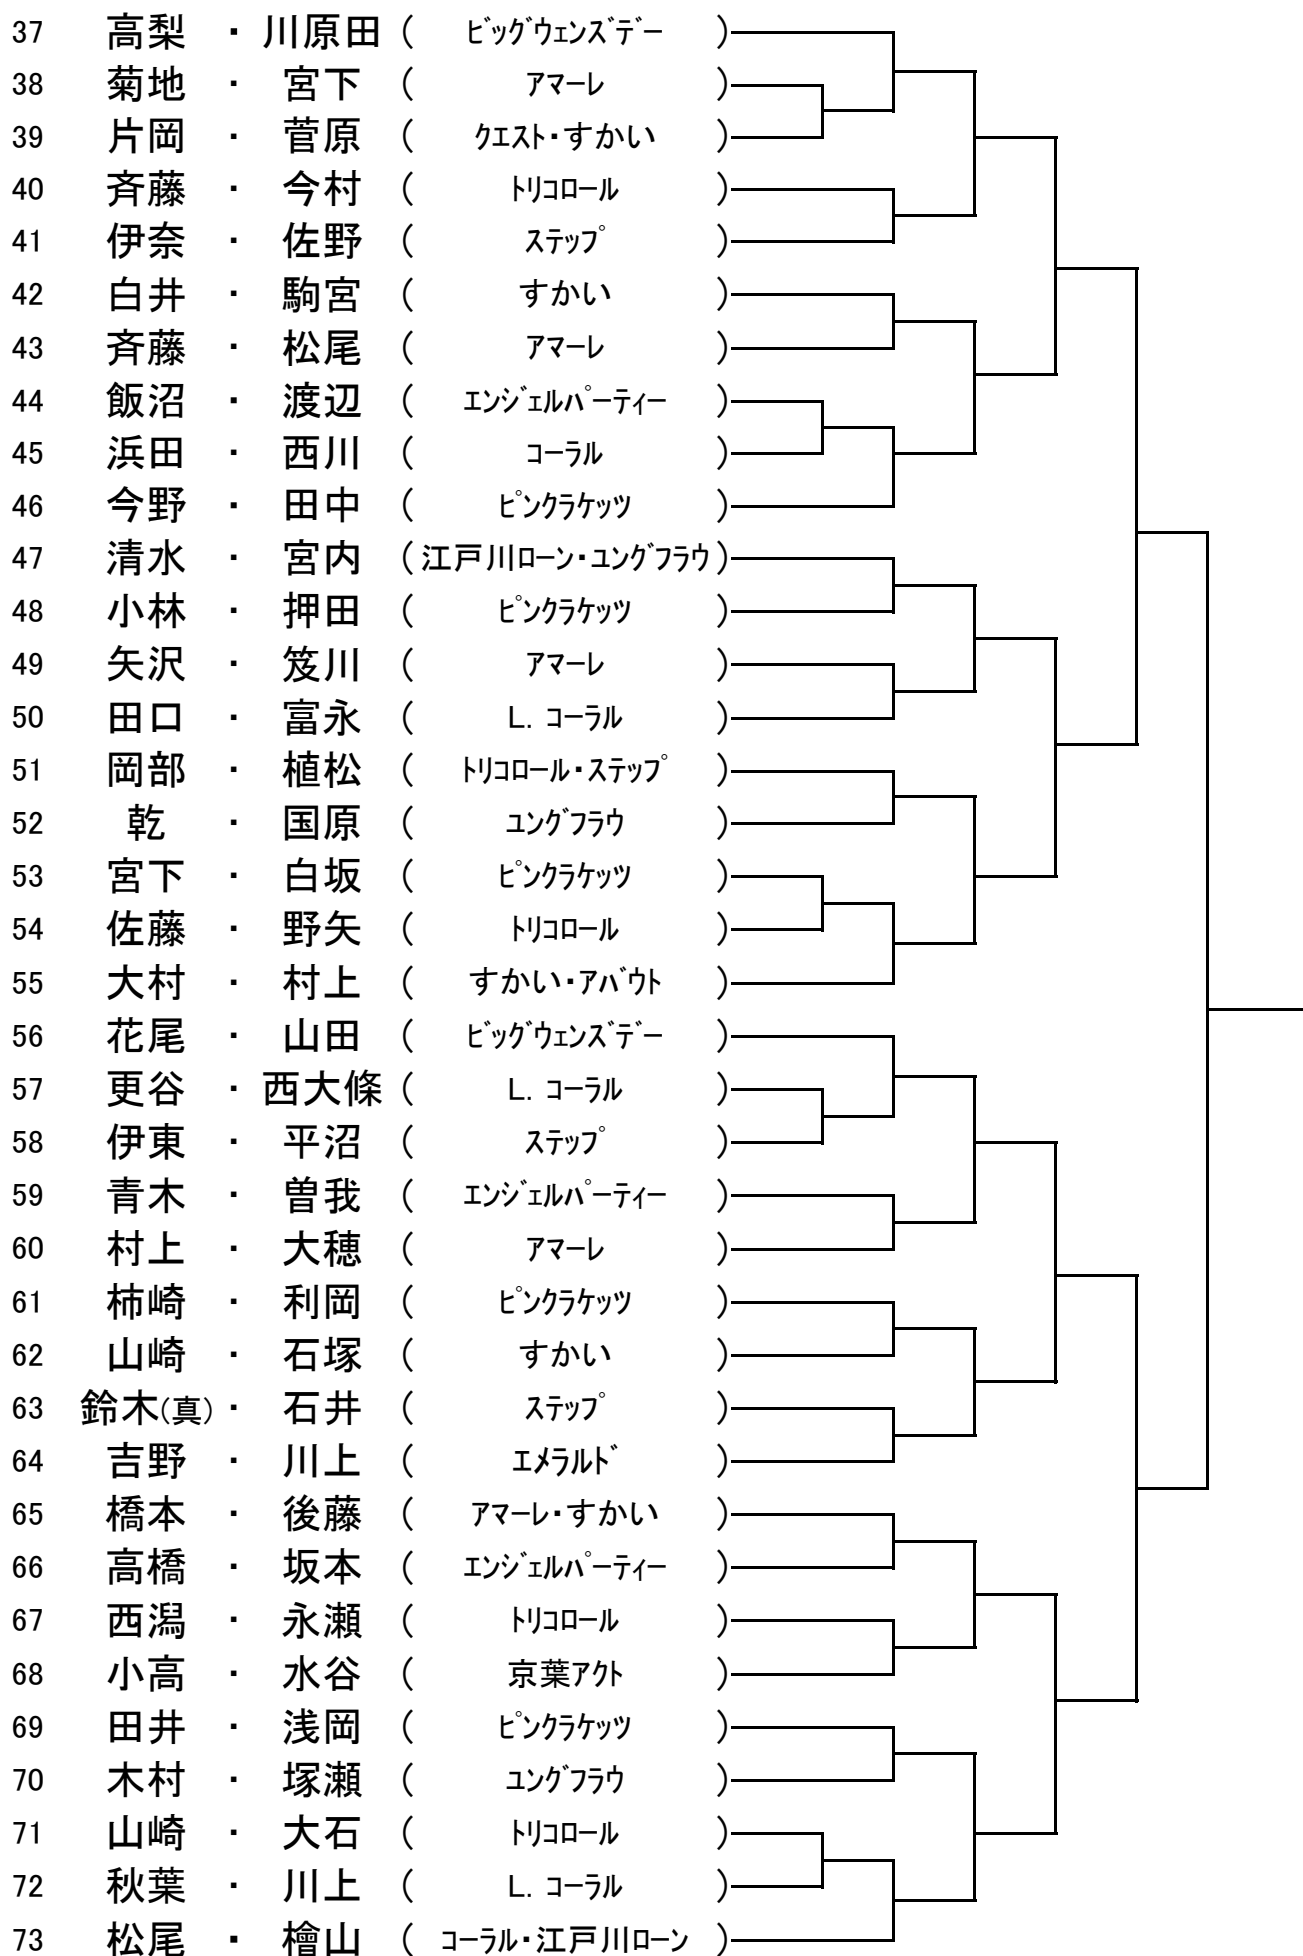 37 高梨 ・ 川原田 ( ﾋﾞｯｸﾞｳｪﾝｽﾞﾃﾞｰ )
38 菊地 ・ 宮下 ( ｱﾏｰﾚ )
39 片岡 ・ 菅原 ( ｸｴｽﾄ・すかい )
40 斉藤 ・ 今村 ( ﾄﾘｺﾛｰﾙ )
41 伊奈 ・ 佐野 ( ｽﾃｯﾌﾟ )
42 白井 ・ 駒宮 ( すかい )
43 斉藤 ・ 松尾 ( ｱﾏｰﾚ )
44 飯沼 ・ 渡辺 ( ｴﾝｼﾞｪﾙﾊﾟｰﾃｨｰ )
45 浜田 ・ 西川 ( ｺｰﾗﾙ )
46 今野 ・ 田中 ( ﾋﾟﾝｸﾗｹｯﾂ )
47 清水 ・ 宮内 ( 江戸川ﾛｰﾝ・ﾕﾝｸﾞﾌﾗｳ )
48 小林 ・ 押田 ( ﾋﾟﾝｸﾗｹｯﾂ )
49 矢沢 ・ 笈川 ( ｱﾏｰﾚ )
50 田口 ・ 富永 ( L. ｺｰﾗﾙ )
51 岡部 ・ 植松 ( ﾄﾘｺﾛｰﾙ・ｽﾃｯﾌﾟ )
52 乾 ・ 国原 ( ﾕﾝｸﾞﾌﾗｳ )
53 宮下 ・ 白坂 ( ﾋﾟﾝｸﾗｹｯﾂ )
54 佐藤 ・ 野矢 ( ﾄﾘｺﾛｰﾙ )
55 大村 ・ 村上 ( すかい・ｱﾊﾞｳﾄ )
56 花尾 ・ 山田 ( ﾋﾞｯｸﾞｳｪﾝｽﾞﾃﾞｰ )
57 更谷 ・ 西大條 ( L. ｺｰﾗﾙ )
58 伊東 ・ 平沼 ( ｽﾃｯﾌﾟ )
59 青木 ・ 曽我 ( ｴﾝｼﾞｪﾙﾊﾟｰﾃｨｰ )
60 村上 ・ 大穂 ( ｱﾏｰﾚ )
61 柿崎 ・ 利岡 ( ﾋﾟﾝｸﾗｹｯﾂ )
62 山崎 ・ 石塚 ( すかい )
63 鈴木(真) ・ 石井 ( ｽﾃｯﾌﾟ )
64 吉野 ・ 川上 ( ｴﾒﾗﾙﾄﾞ )
65 橋本 ・ 後藤 ( ｱﾏｰﾚ・すかい )
66 高橋 ・ 坂本 ( ｴﾝｼﾞｪﾙﾊﾟｰﾃｨｰ )
67 西潟 ・ 永瀬 ( ﾄﾘｺﾛｰﾙ )
68 小高 ・ 水谷 ( 京葉ｱｸﾄ )
69 田井 ・ 浅岡 ( ﾋﾟﾝｸﾗｹｯﾂ )
70 木村 ・ 塚瀬 ( ﾕﾝｸﾞﾌﾗｳ )
71 山崎 ・ 大石 ( ﾄﾘｺﾛｰﾙ )
72 秋葉 ・ 川上 ( L. ｺｰﾗﾙ )
73 松尾 ・ 檜山 ( ｺｰﾗﾙ・江戸川ﾛｰﾝ )